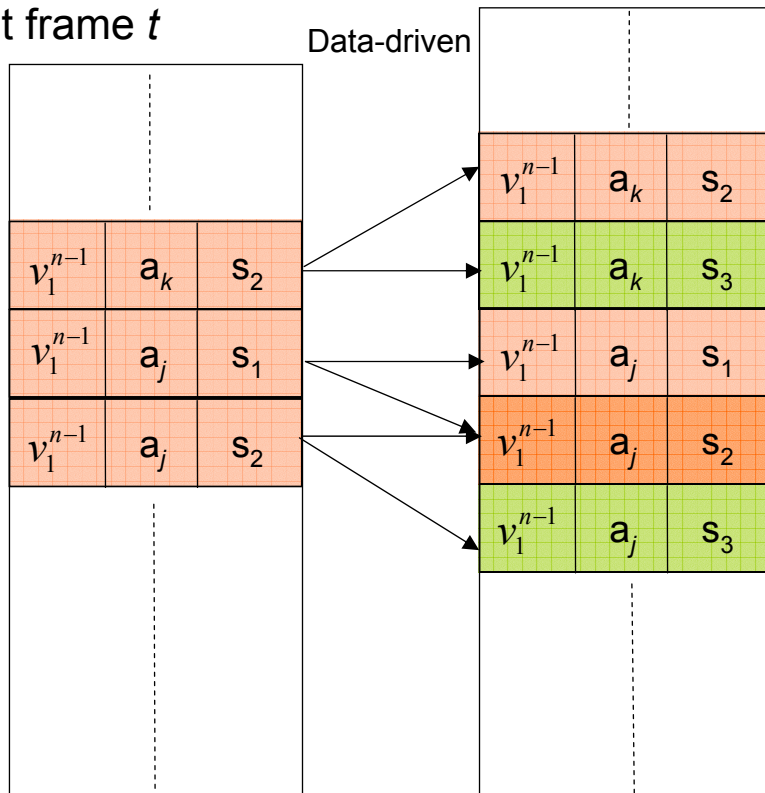 t frame t
Data-driven
v₁ⁿ⁻¹ aₖ s₂
v₁ⁿ⁻¹ aⱼ s₁
v₁ⁿ⁻¹ aⱼ s₂
v₁ⁿ⁻¹ aₖ s₂
v₁ⁿ⁻¹ aₖ s₃
v₁ⁿ⁻¹ aⱼ s₁
v₁ⁿ⁻¹ aⱼ s₂
v₁ⁿ⁻¹ aⱼ s₃